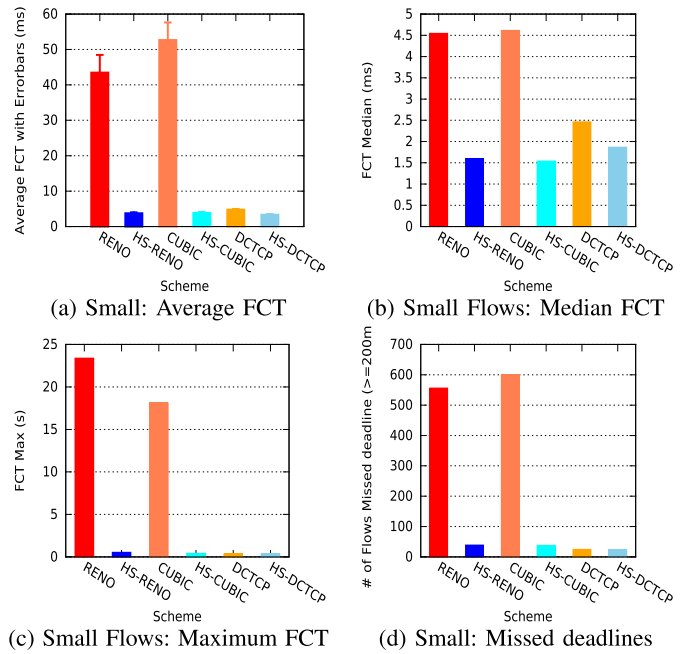 Average FCT with Errorbars (ms)
60
50
40
30
20
10
0
RENO
HS-RENO
CUBIC
HS-CUBIC
DCTCP
HS-DCTCP
Scheme
(a) Small: Average FCT
FCT Median (ms)
5
4.5
4
3.5
3
2.5
2
1.5
1
0.5
0
RENO
HS-RENO
CUBIC
HS-CUBIC
DCTCP
HS-DCTCP
Scheme
(b) Small Flows: Median FCT
FCT Max (s)
25
20
15
10
5
0
RENO
HS-RENO
CUBIC
HS-CUBIC
DCTCP
HS-DCTCP
Scheme
(c) Small Flows: Maximum FCT
# of Flows Missed deadline (>=200m
700
600
500
400
300
200
100
0
RENO
HS-RENO
CUBIC
HS-CUBIC
DCTCP
HS-DCTCP
Scheme
(d) Small: Missed deadlines